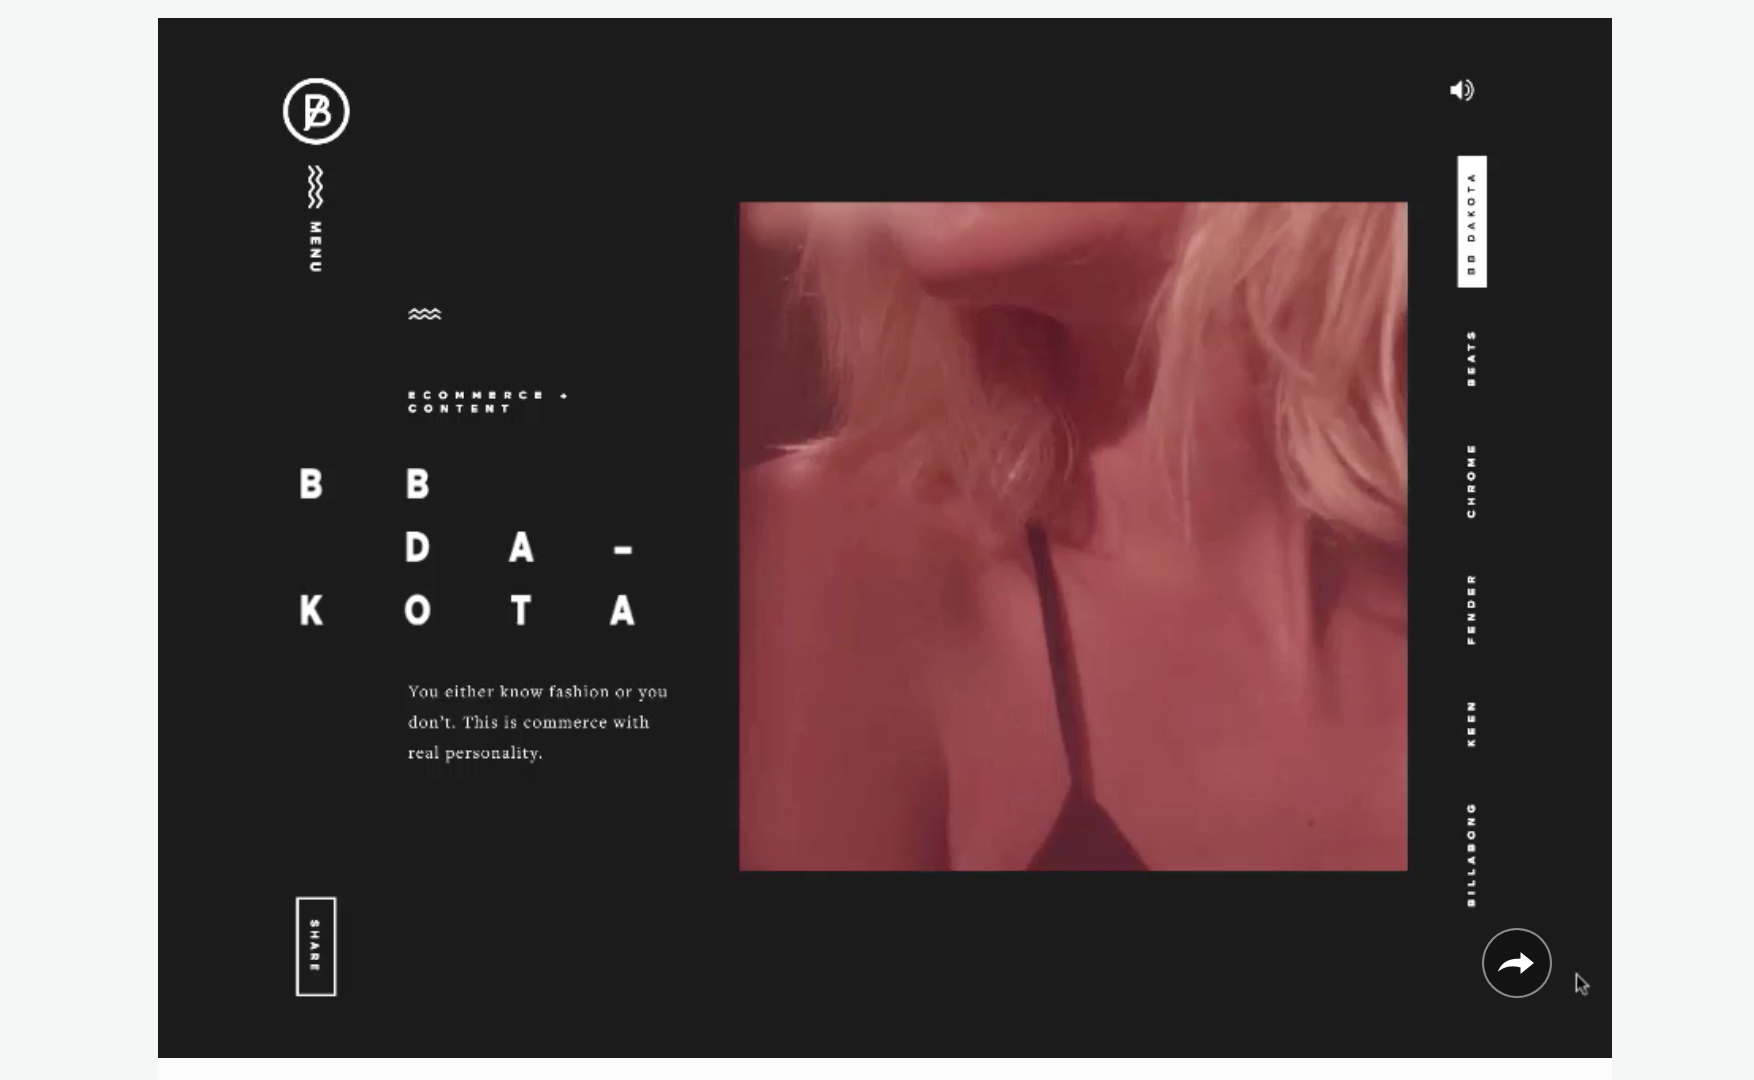 B
MENU
ECOMMERCE +
CONTENT
B B
D A -
K O T A
You either know fashion or you
don't. This is commerce with
real personality.
SHARE
BB DAKOTA
BEATS
CHROME
FENDER
KEEN
BILLABONG